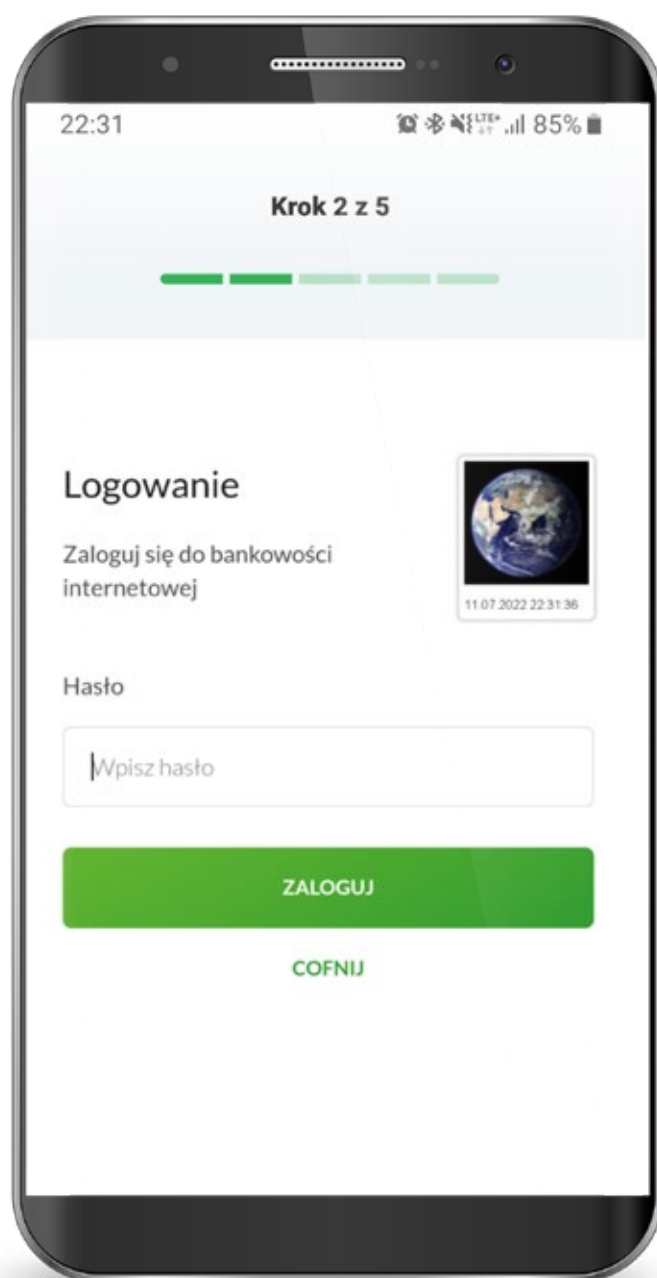 22:31 LTE+ 85%
Krok 2 z 5
Logowanie
Zaloguj się do bankowości
internetowej
11.07.2022 22:31:36
Hasło
Wpisz hasło
ZALOGUJ
COFNIJ